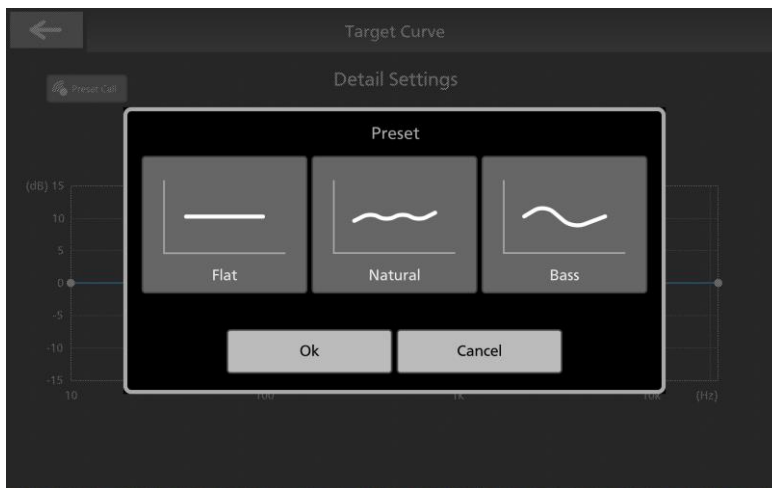 Target Curve
Preset Call
Detail Settings
Preset
Flat
Natural
Bass
Ok
Cancel
(dB) 15
10
5
0
-5
-10
-15
10
100
1k
10k
(Hz)